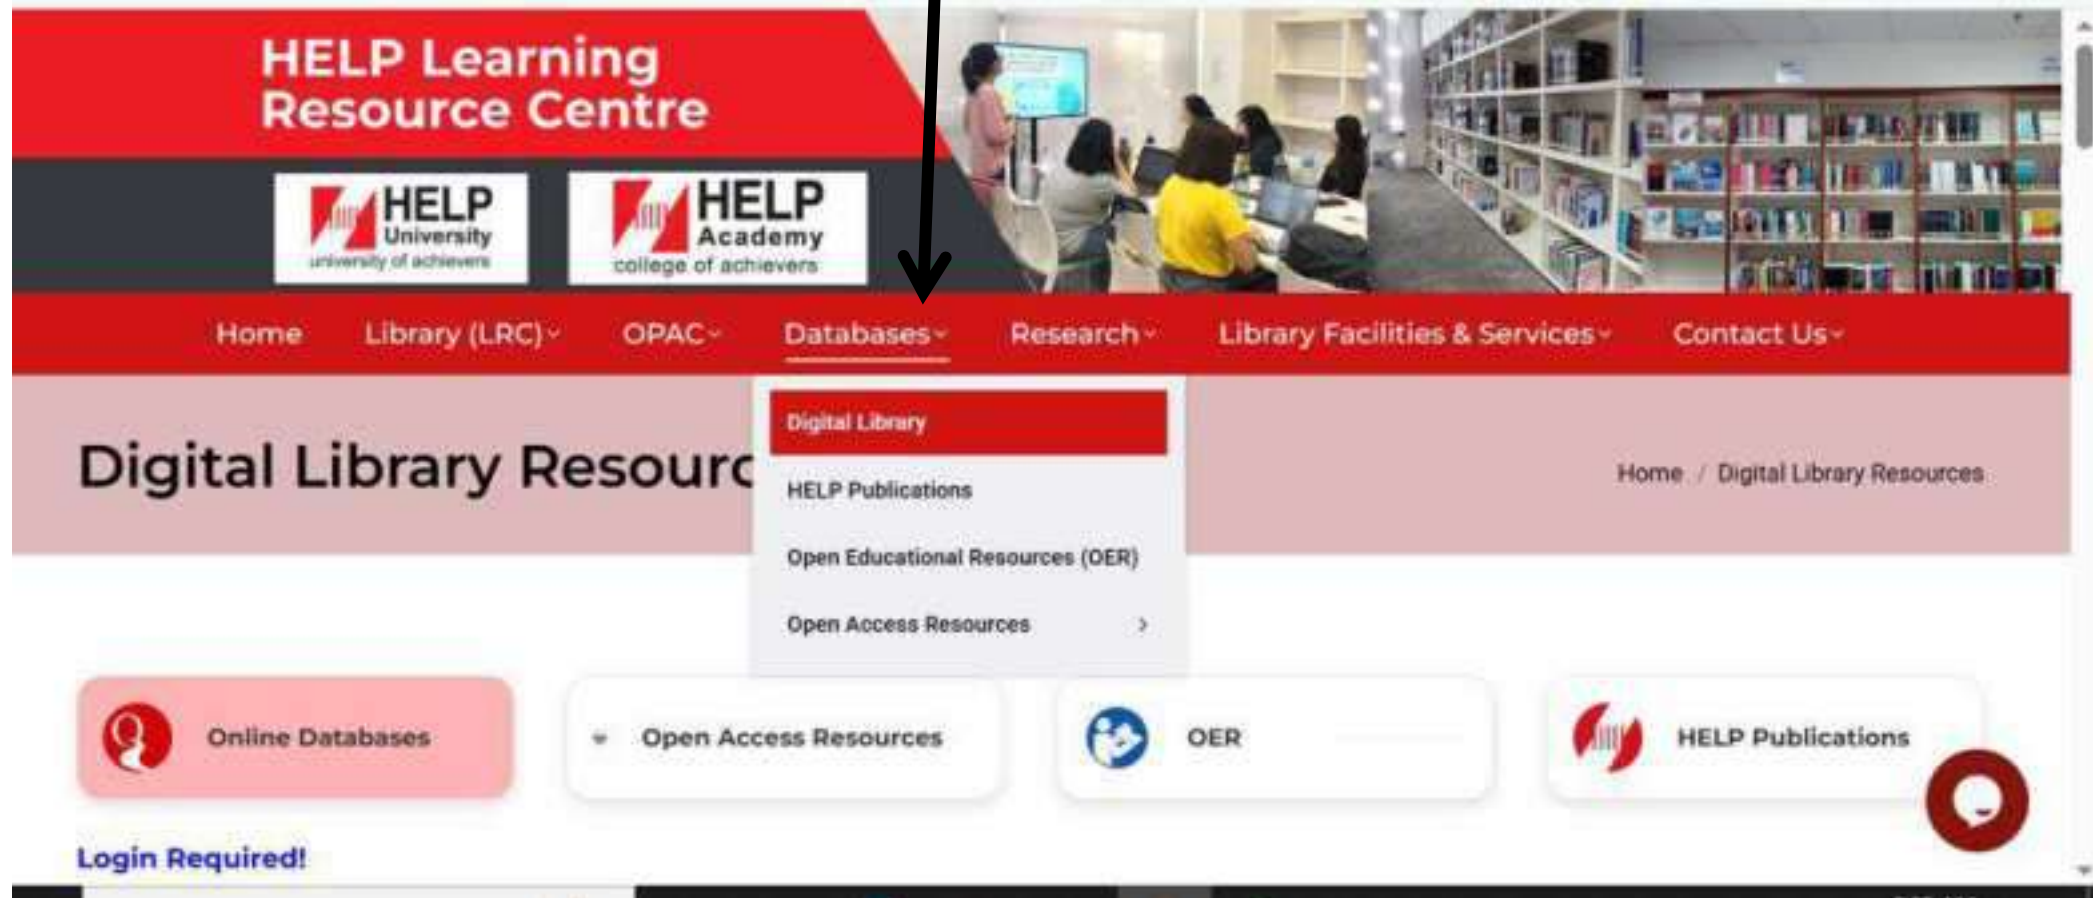 HELP Learning
Resource Centre
HELP
University
university of achievers
HELP
Academy
college of achievers
Home Library (LRC) OPAC Databases Research Library Facilities & Services Contact Us
Digital Library
Digital Library Resourc
Home / Digital Library Resources
HELP Publications
Open Educational Resources (OER)
Open Access Resources
Online Databases
Open Access Resources
OER
HELP Publications
Login Required!